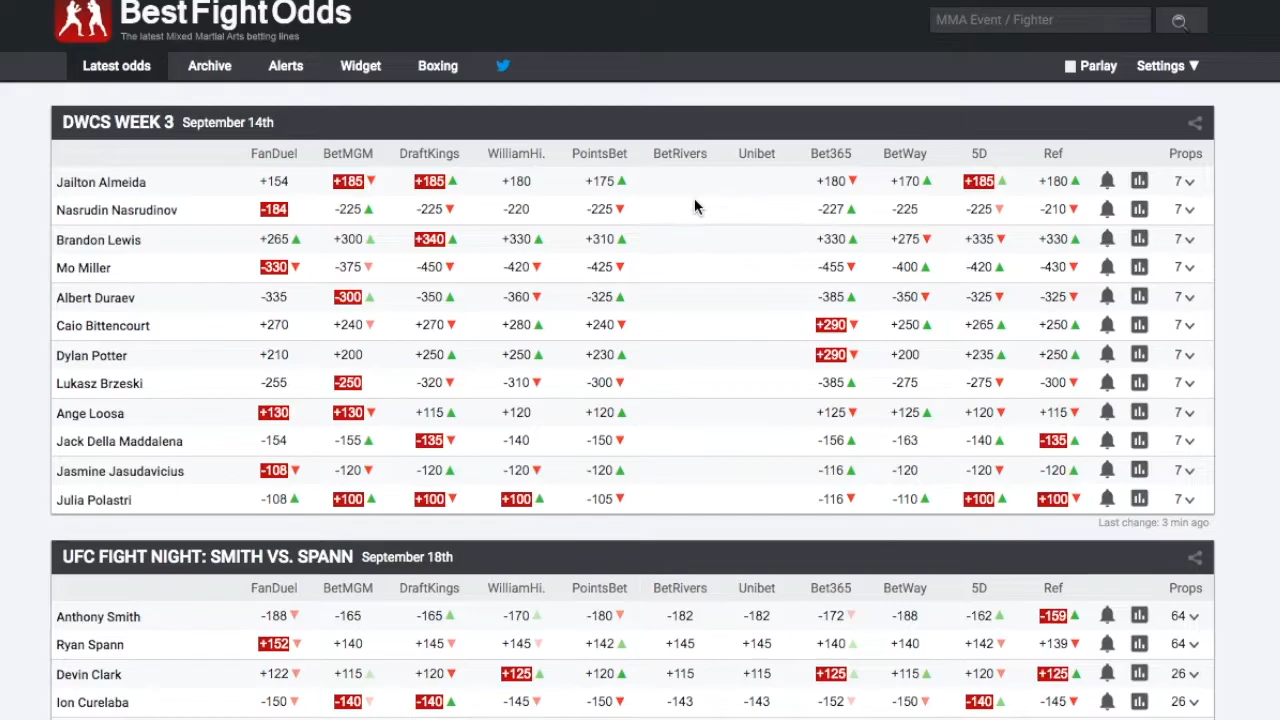 BestFightOdds
The latest Mixed Martial Arts betting lines
MMA Event / Fighter
Latest odds Archive Alerts Widget Boxing Parlay Settings ▼
DWCS WEEK 3 September 14th
FanDuel BetMGM DraftKings WilliamHi. PointsBet BetRivers Unibet Bet365 BetWay 5D Ref Props
Jailton Almeida +154 +185▼ +185▲ +180 +175▲ +180▼ +170▲ +185▲ +180▲ 7
Nasrudin Nasrudinov -184 -225▲ -225▼ -220 -225▼ -227▲ -225 -225▼ -210▼ 7
Brandon Lewis +265▲ +300▲ +340▲ +330▲ +310▲ +330▲ +275▼ +335▼ +330▲ 7
Mo Miller -330▼ -375▼ -450▼ -420▼ -425▼ -455▼ -400▲ -420▲ -430▼ 7
Albert Duraev -335 -300▲ -350▲ -360▼ -325▲ -385▲ -350▼ -325▼ -325▼ 7
Caio Bittencourt +270 +240▼ +270▼ +280▲ +240▼ +290▼ +250▲ +265▲ +250▲ 7
Dylan Potter +210 +200 +250▲ +250▲ +230▲ +290▼ +200 +235▲ +250▲ 7
Lukasz Brzeski -255 -250 -320▼ -310▼ -300▼ -385▲ -275 -275▼ -300▼ 7
Ange Loosa +130 +130▼ +115▲ +120 +120▲ +125▼ +125▲ +120▼ +115▼ 7
Jack Della Maddalena -154 -155▲ -135▼ -140 -150▼ -156▲ -163 -140▲ -135▲ 7
Jasmine Jasudavicius -108▼ -120▼ -120▲ -120▼ -120▲ -116▲ -120 -120▼ -120▲ 7
Julia Polastri -108▲ +100▲ +100▼ +100▲ -105▼ -116▼ -110▲ +100▲ +100▼ 7
Last change: 3 min ago
UFC FIGHT NIGHT: SMITH VS. SPANN September 18th
FanDuel BetMGM DraftKings WilliamHi. PointsBet BetRivers Unibet Bet365 BetWay 5D Ref Props
Anthony Smith -188▼ -165 -165▲ -170▲ -180▼ -182 -182 -172▼ -188 -162▲ -159▲ 64
Ryan Spann +152▼ +140 +145▼ +145▼ +142▲ +145 +145 +140▲ +140 +142▼ +139▼ 64
Devin Clark +122▼ +115▲ +120▼ +125▲ +120▲ +115 +115 +125▲ +115▲ +120▼ +125▲ 26
Ion Curelaba -150▼ -140▼ -140▲ -145▼ -150▼ -143 -143 -152▼ -150▼ -140▲ -145▼ 26